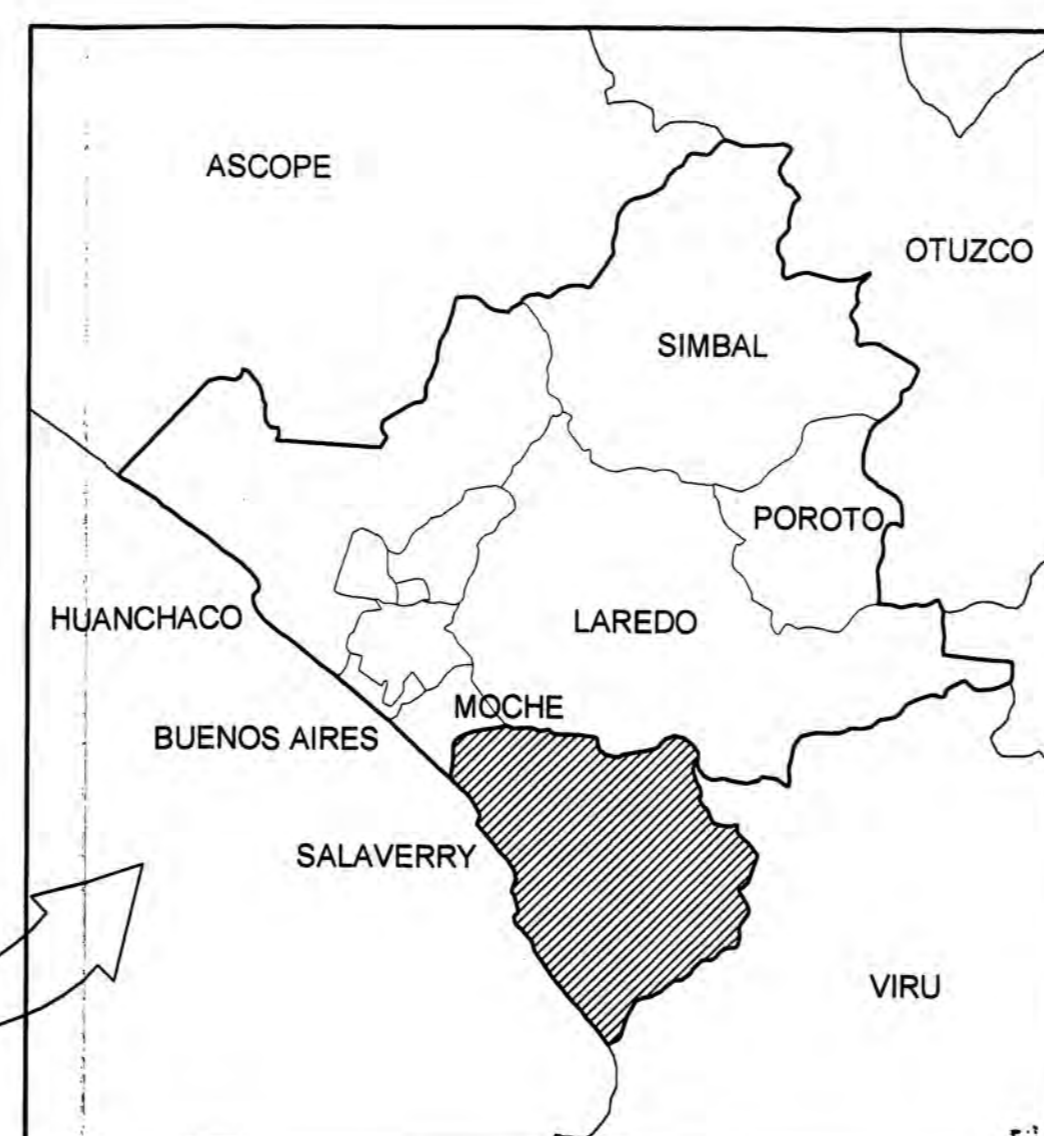 ASCOPE
OTUZCO
SIMBAL
POROTO
HUANCHACO
LAREDO
MOCHE
BUENOS AIRES
SALAVERRY
VIRU